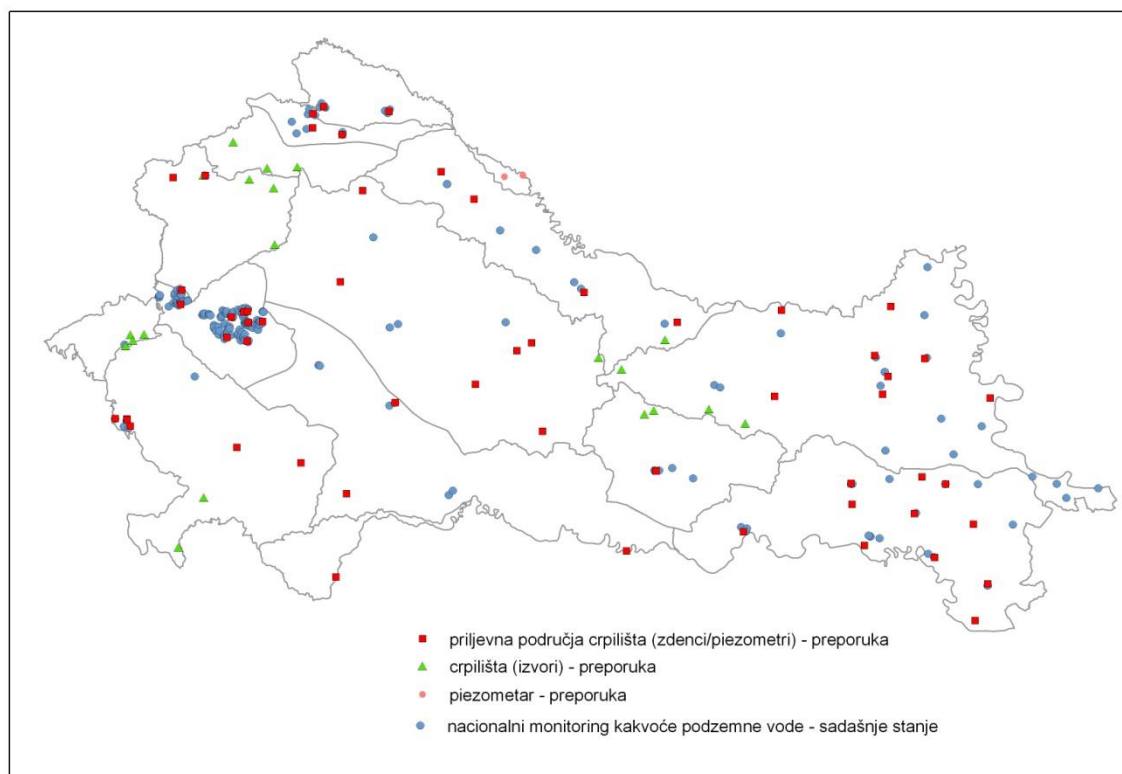 priljevna područja crpilišta (zdenci/piezometri) - preporuka
crpilišta (izvori) - preporuka
piezometar - preporuka
nacionalni monitoring kakvoće podzemne vode - sadašnje stanje